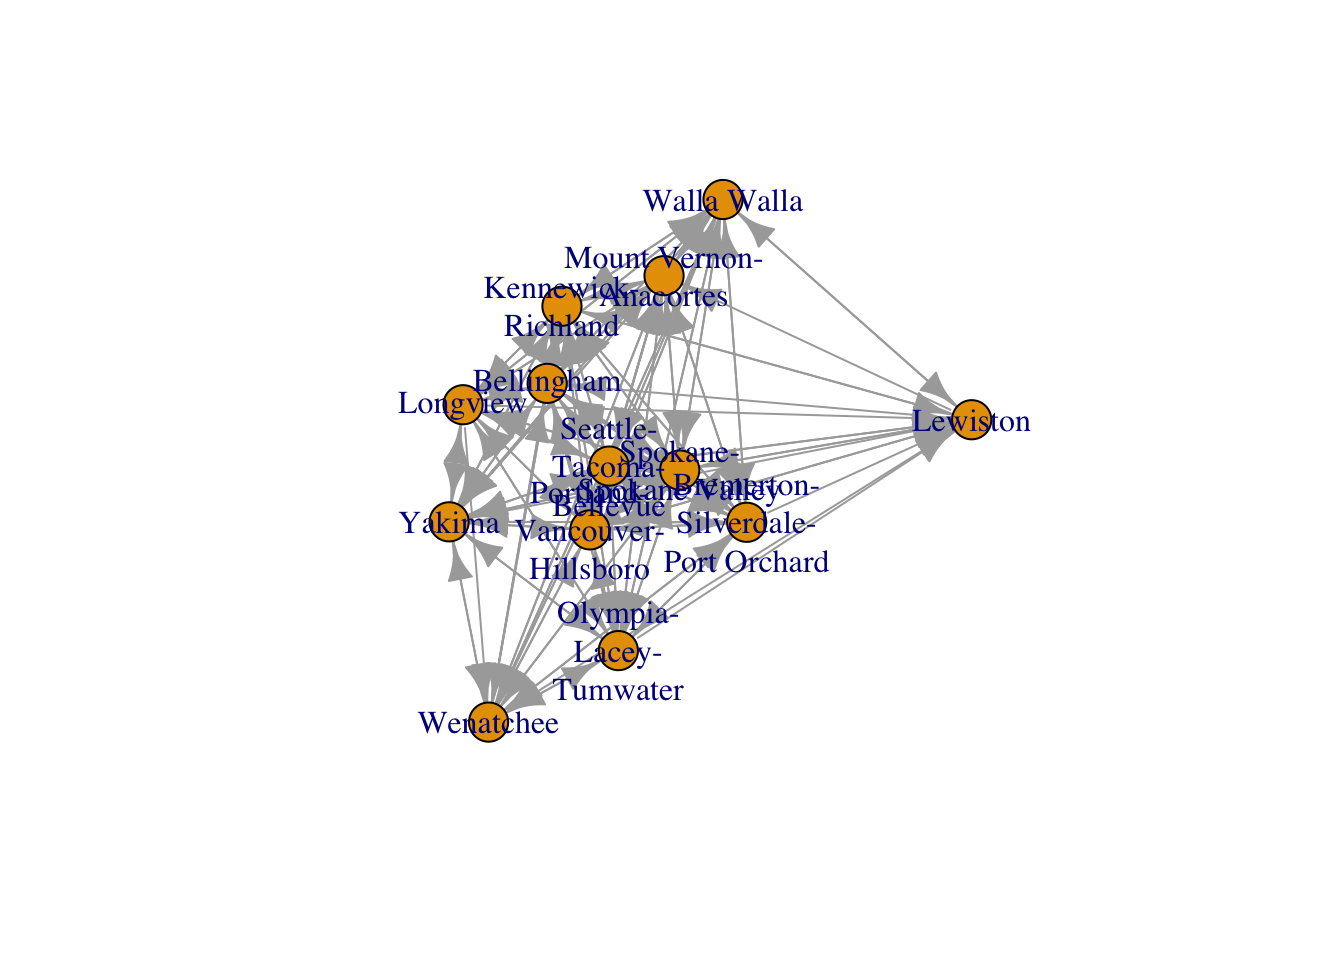 Walla Walla
Mount Vernon-
Anacortes
Kennewick-
Richland
Bellingham
Longview
Lewiston
Seattle-
Tacoma-
Bellevue
Spokane-
Spokane Valley
Bremerton-
Silverdale-
Port Orchard
Portland-
Vancouver-
Hillsboro
Yakima
Olympia-
Lacey-
Tumwater
Wenatchee